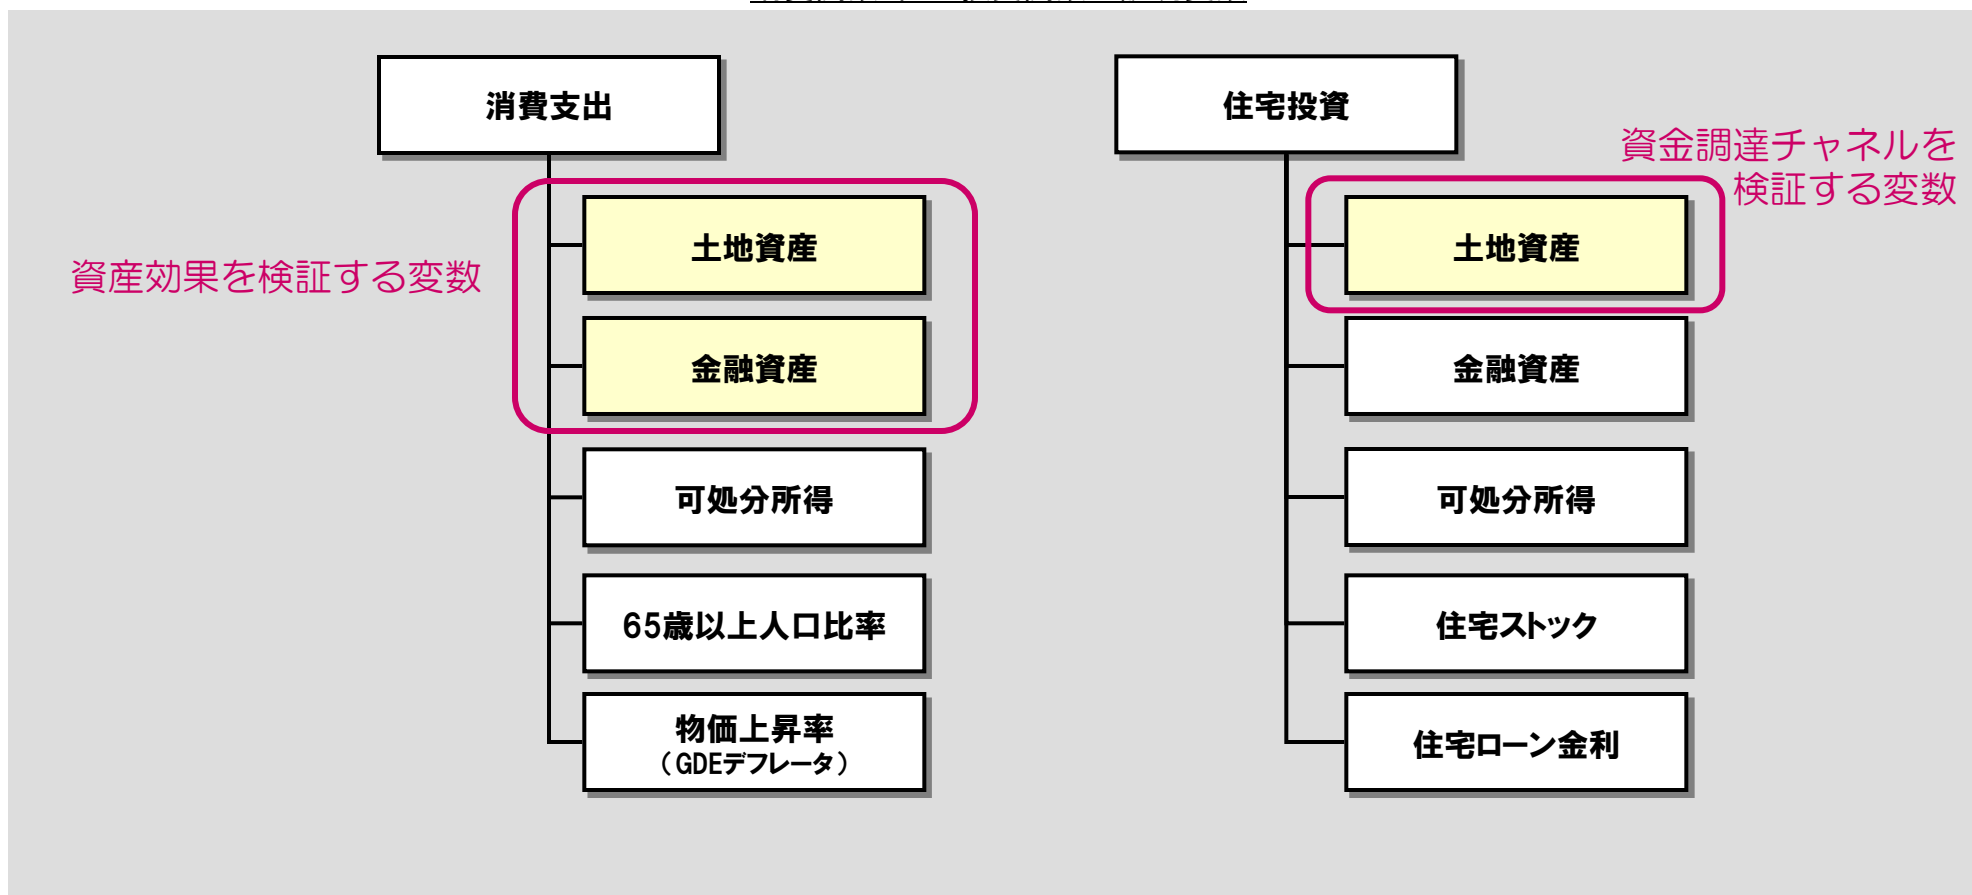 消費支出
土地資産
金融資産
可処分所得
65歳以上人口比率
物価上昇率
(GDEデフレータ)
資産効果を検証する変数
住宅投資
資金調達チャネルを
検証する変数
土地資産
金融資産
可処分所得
住宅ストック
住宅ローン金利